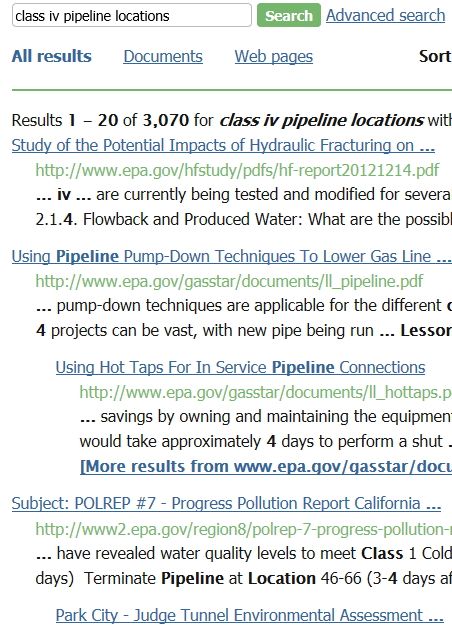 class iv pipeline locations Search Advanced search
All results Documents Web pages Sort
Results 1 – 20 of 3,070 for class iv pipeline locations with
Study of the Potential Impacts of Hydraulic Fracturing on ...
http://www.epa.gov/hfstudy/pdfs/hf-report20121214.pdf
... iv ... are currently being tested and modified for severa
2.1.4. Flowback and Produced Water: What are the possibl
Using Pipeline Pump-Down Techniques To Lower Gas Line ...
http://www.epa.gov/gasstar/documents/ll_pipeline.pdf
... pump-down techniques are applicable for the different c
4 projects can be vast, with new pipe being run ... Lesson
Using Hot Taps For In Service Pipeline Connections
http://www.epa.gov/gasstar/documents/ll_hottaps.p
... savings by owning and maintaining the equipment
would take approximately 4 days to perform a shut .
[More results from www.epa.gov/gasstar/docu
Subject: POLREP #7 - Progress Pollution Report California ...
http://www2.epa.gov/region8/polrep-7-progress-pollution-r
... have revealed water quality levels to meet Class 1 Cold
days) Terminate Pipeline at Location 46-66 (3-4 days af
Park City - Judge Tunnel Environmental Assessment ...